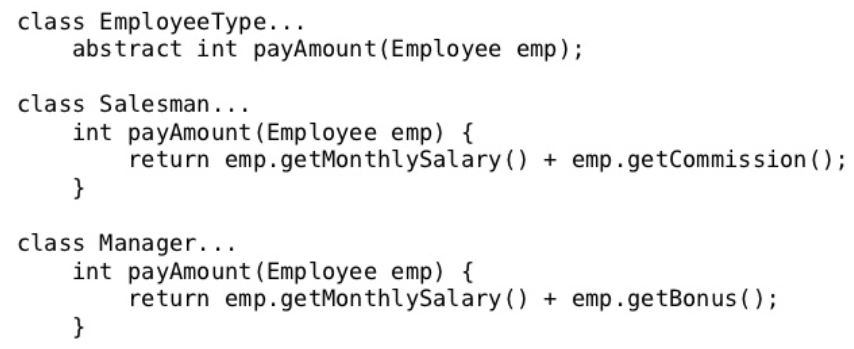 class EmployeeType...
    abstract int payAmount(Employee emp);

class Salesman...
    int payAmount(Employee emp) {
        return emp.getMonthlySalary() + emp.getCommission();
    }

class Manager...
    int payAmount(Employee emp) {
        return emp.getMonthlySalary() + emp.getBonus();
    }